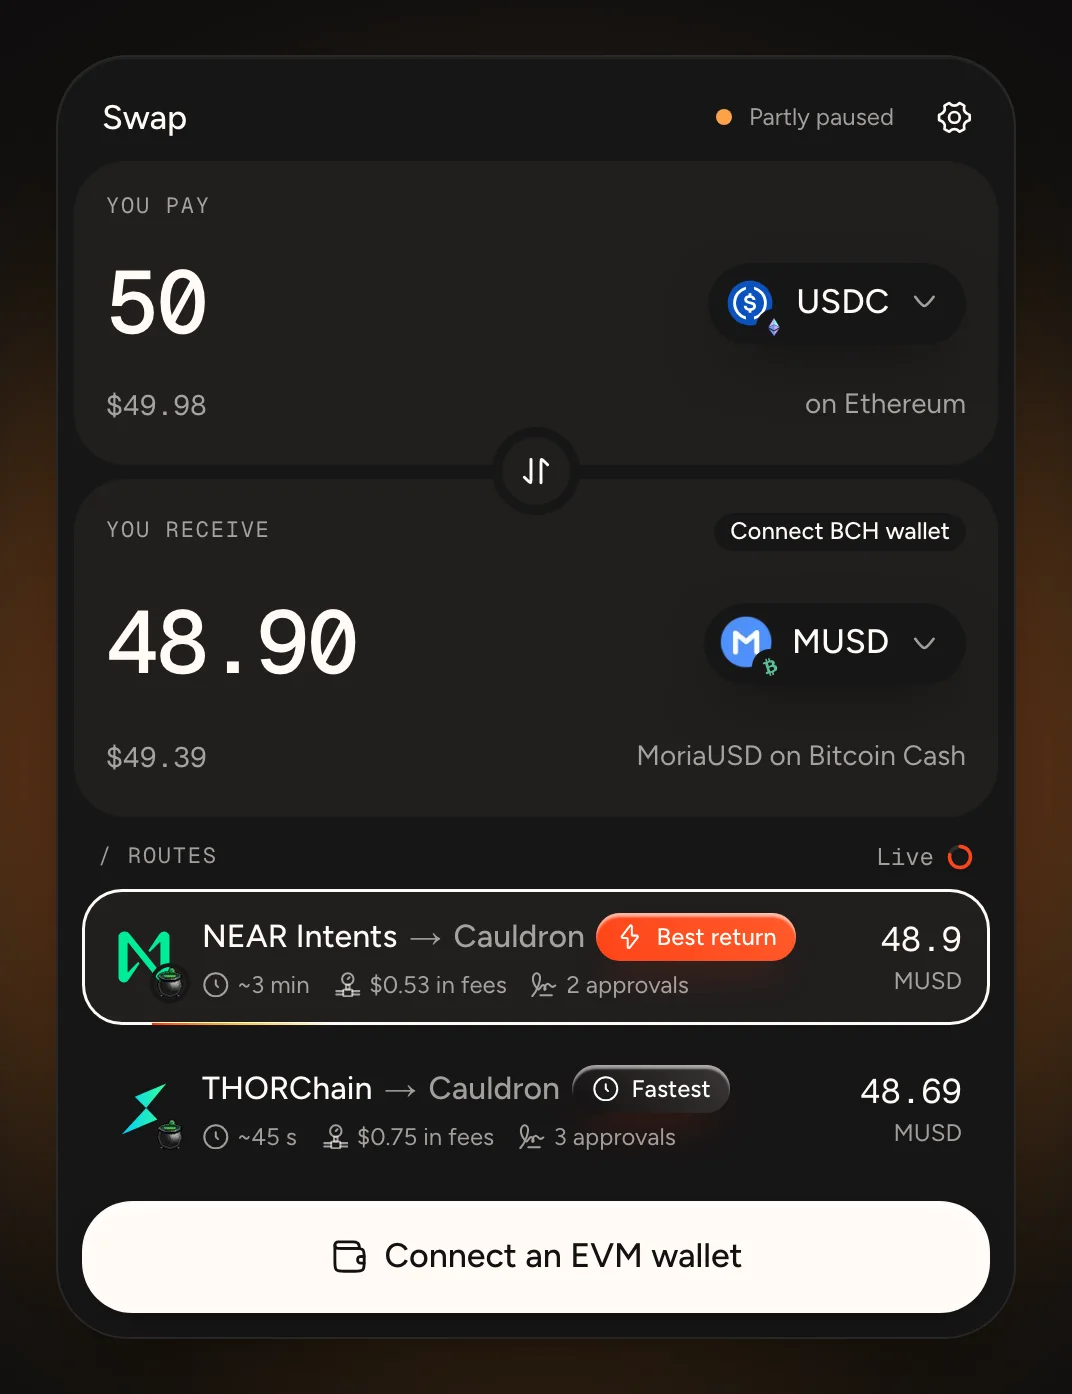 Swap
Partly paused
YOU PAY
50
USDC
$49.98
on Ethereum
YOU RECEIVE
Connect BCH wallet
48.90
MUSD
$49.39
MoriaUSD on Bitcoin Cash
/ ROUTES
Live
NEAR Intents → Cauldron Best return 48.9
~3 min $0.53 in fees 2 approvals MUSD
THORChain → Cauldron Fastest 48.69
~45 s $0.75 in fees 3 approvals MUSD
Connect an EVM wallet